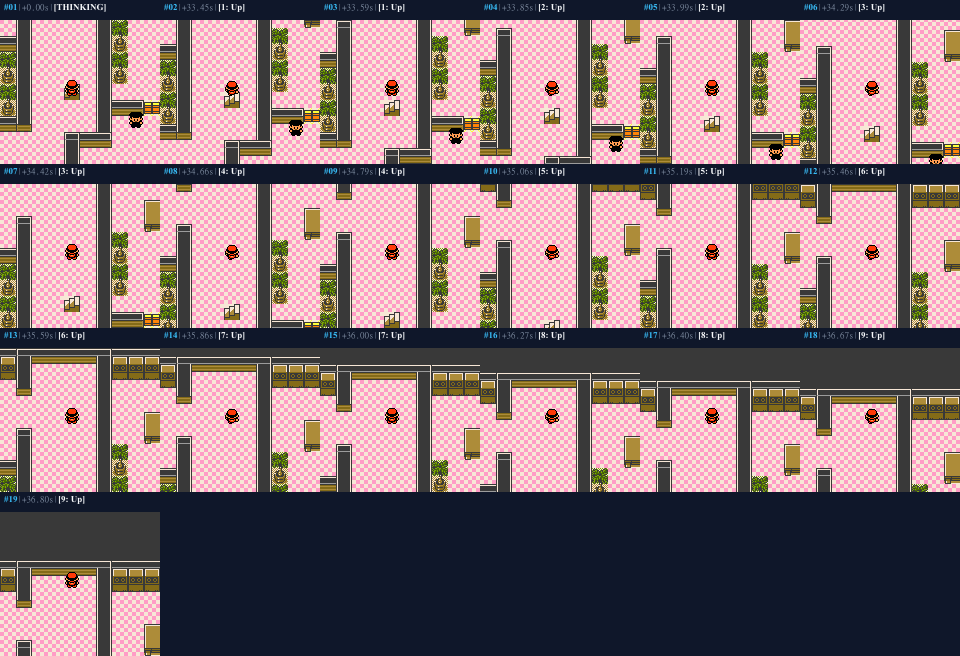 #01|+0.00s|[THINKING]
#02|+33.45s|[1: Up]
#03|+33.59s|[1: Up]
#04|+33.85s|[2: Up]
#05|+33.99s|[2: Up]
#06|+34.29s|[3: Up]
#07|+34.42s|[3: Up]
#08|+34.66s|[4: Up]
#09|+34.79s|[4: Up]
#10|+35.06s|[5: Up]
#11|+35.19s|[5: Up]
#12|+35.46s|[6: Up]
#13|+35.59s|[6: Up]
#14|+35.86s|[7: Up]
#15|+36.00s|[7: Up]
#16|+36.27s|[8: Up]
#17|+36.40s|[8: Up]
#18|+36.67s|[9: Up]
#19|+36.80s|[9: Up]